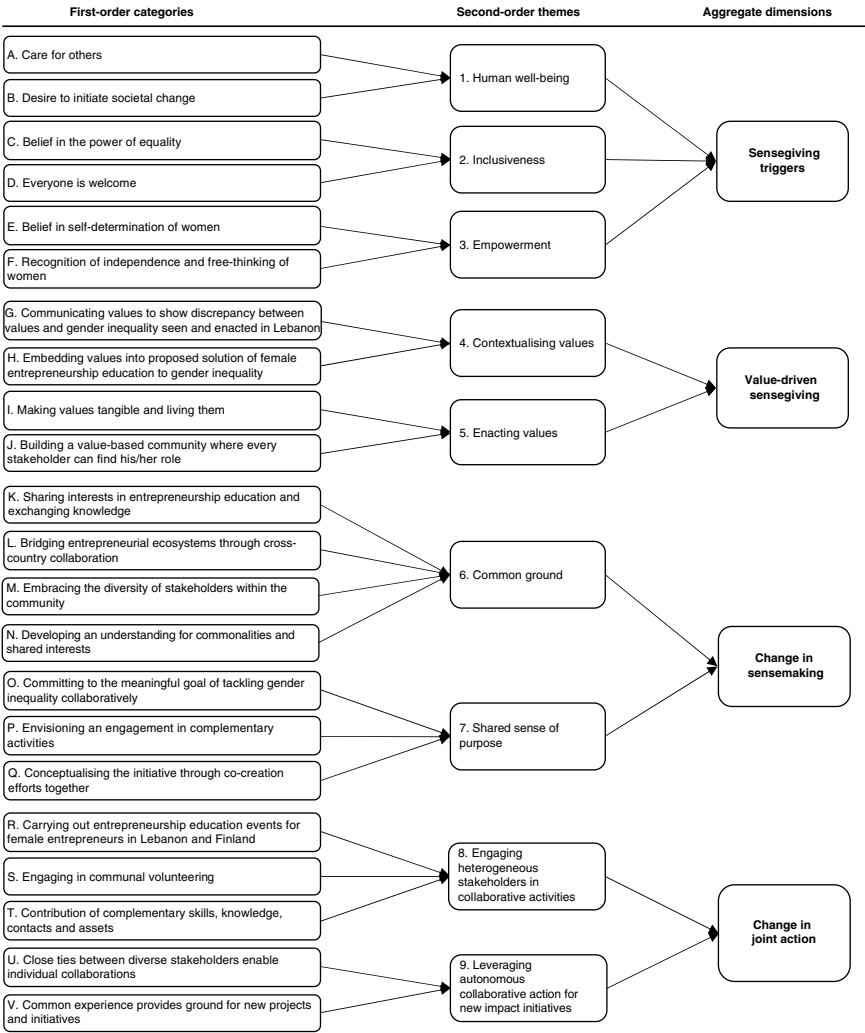 First-order categories
Second-order themes
Aggregate dimensions
A. Care for others
B. Desire to initiate societal change
1. Human well-being
C. Belief in the power of equality
D. Everyone is welcome
2. Inclusiveness
E. Belief in self-determination of women
F. Recognition of independence and free-thinking of
women
3. Empowerment
Sensegiving
triggers
G. Communicating values to show discrepancy between
values and gender inequality seen and enacted in Lebanon
H. Embedding values into proposed solution of female
entrepreneurship education to gender inequality
4. Contextualising values
I. Making values tangible and living them
J. Building a value-based community where every
stakeholder can find his/her role
5. Enacting values
Value-driven
sensegiving
K. Sharing interests in entrepreneurship education and
exchanging knowledge
L. Bridging entrepreneurial ecosystems through cross-
country collaboration
M. Embracing the diversity of stakeholders within the
community
N. Developing an understanding for commonalities and
shared interests
6. Common ground
O. Committing to the meaningful goal of tackling gender
inequality collaboratively
P. Envisioning an engagement in complementary
activities
Q. Conceptualising the initiative through co-creation
efforts together
7. Shared sense of
purpose
Change in
sensemaking
R. Carrying out entrepreneurship education events for
female entrepreneurs in Lebanon and Finland
S. Engaging in communal volunteering
T. Contribution of complementary skills, knowledge,
contacts and assets
8. Engaging
heterogeneous
stakeholders in
collaborative activities
U. Close ties between diverse stakeholders enable
individual collaborations
V. Common experience provides ground for new projects
and initiatives
9. Leveraging
autonomous
collaborative action for
new impact initiatives
Change in
joint action